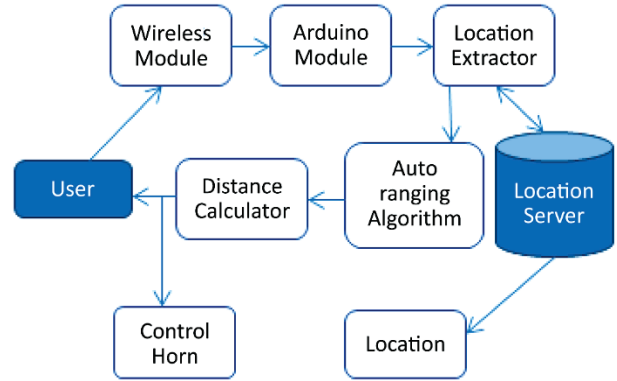 Wireless
Module
Arduino
Module
Location
Extractor
User
Distance
Calculator
Auto
ranging
Algorithm
Location
Server
Control
Horn
Location